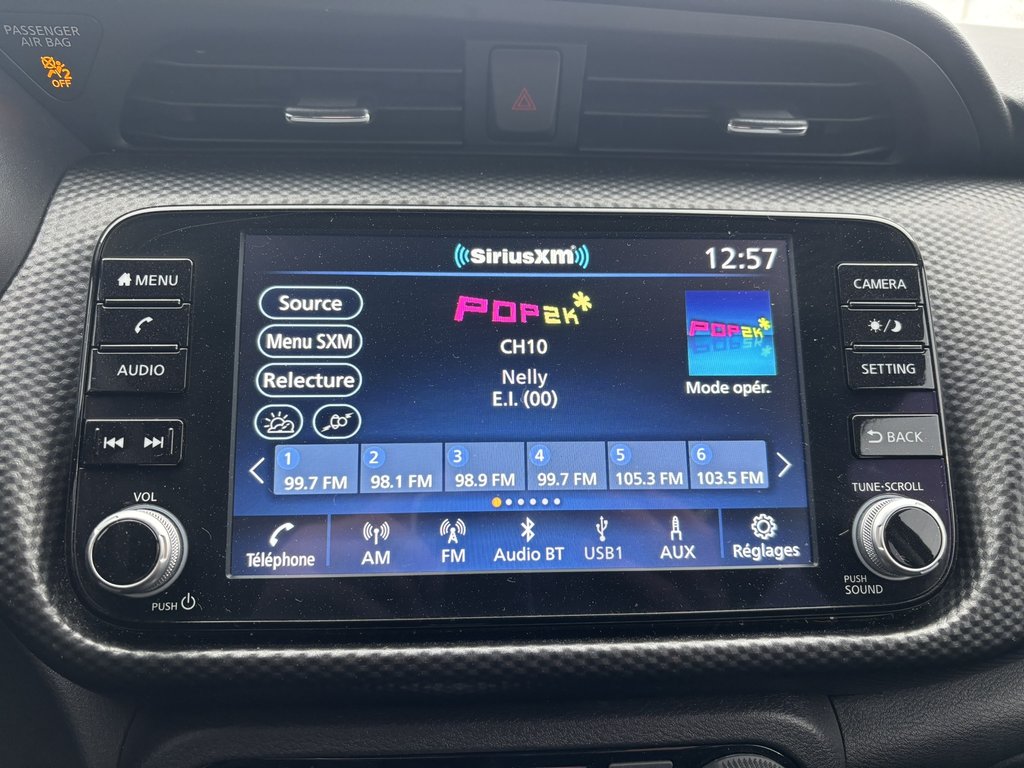 PASSENGER
AIR BAG
2
OFF
SiriusXM
12:57
MENU
AUDIO
VOL
PUSH
Source
Menu SXM
Relecture
POP2K*
CH10
Nelly
E.I. (00)
POP2K*
Mode opér.
1 99.7 FM
2 98.1 FM
3 98.9 FM
4 99.7 FM
5 105.3 FM
6 103.5 FM
Téléphone
AM
FM
Audio BT
USB1
AUX
Réglages
CAMERA
SETTING
BACK
TUNE·SCROLL
PUSH
SOUND